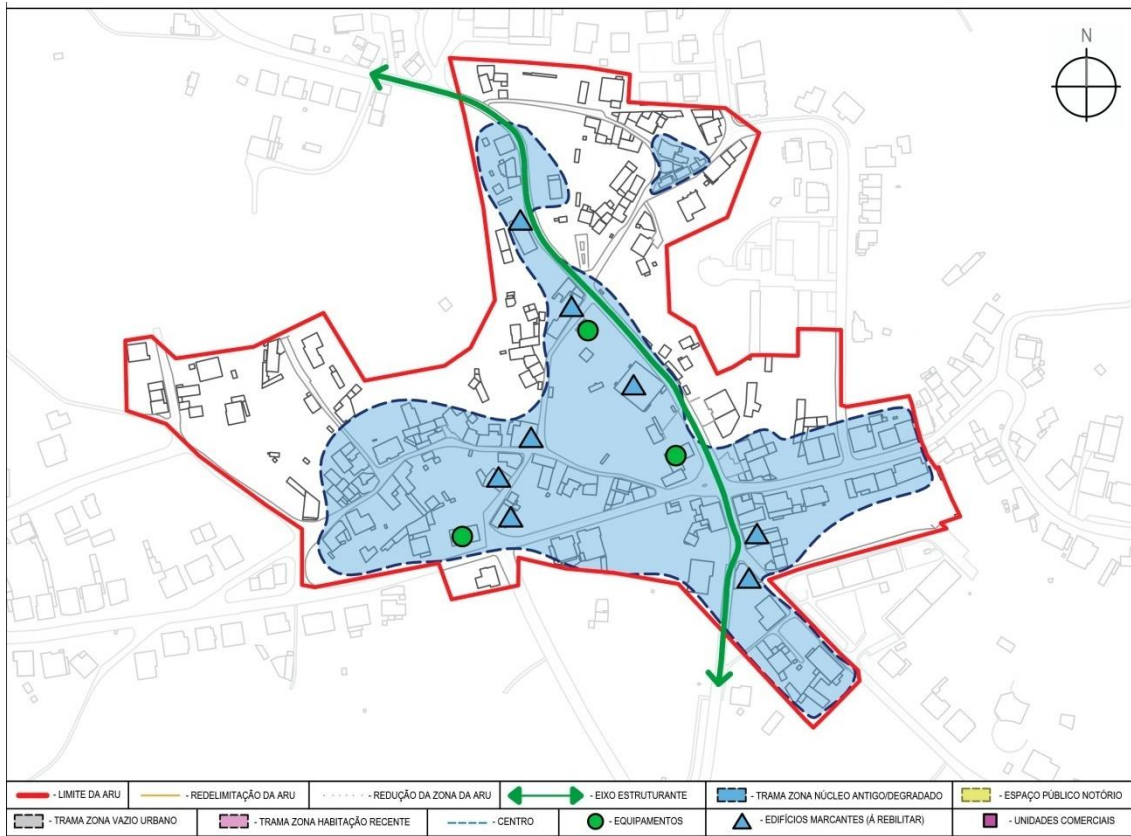 N
- LIMITE DA ARU
- REDELIMITAÇÃO DA ARU
- REDUÇÃO DA ZONA DA ARU
- EIXO ESTRUTURANTE
- TRAMA ZONA NÚCLEO ANTIGO/DEGRADADO
- ESPAÇO PÚBLICO NOTÓRIO
- TRAMA ZONA VAZIO URBANO
- TRAMA ZONA HABITAÇÃO RECENTE
- CENTRO
- EQUIPAMENTOS
- EDIFÍCIOS MARCANTES (Á REBILITAR)
- UNIDADES COMERCIAIS